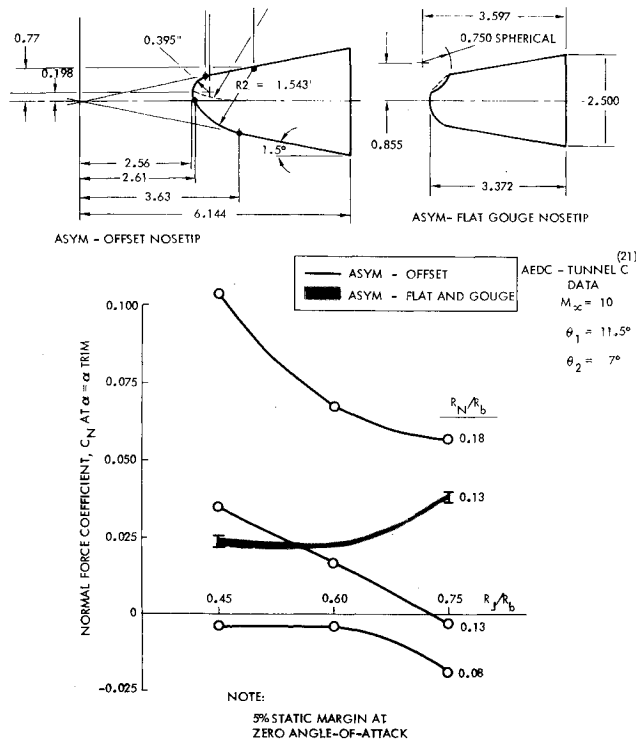 3.597
0.77
0.395"
0.750 SPHERICAL
0.198
R2 = 1.543'
2.500
0.855
1.5°
2.56
2.61
3.372
3.63
6.144
ASYM - FLAT GOUGE NOSETIP
ASYM - OFFSET NOSETIP
(21)
ASYM - OFFSET
ASYM - FLAT AND GOUGE
AEDC - TUNNEL C
DATA
M∞ = 10
θ1 = 11.5°
θ2 = 7°
NORMAL FORCE COEFFICIENT, CN AT α = α TRIM
0.100
0.075
0.050
0.025
0
-0.025
RN/Rb
0.18
0.13
0.45
0.60
0.75
RJ/Rb
0.13
0.08
NOTE:
5% STATIC MARGIN AT
ZERO ANGLE-OF-ATTACK